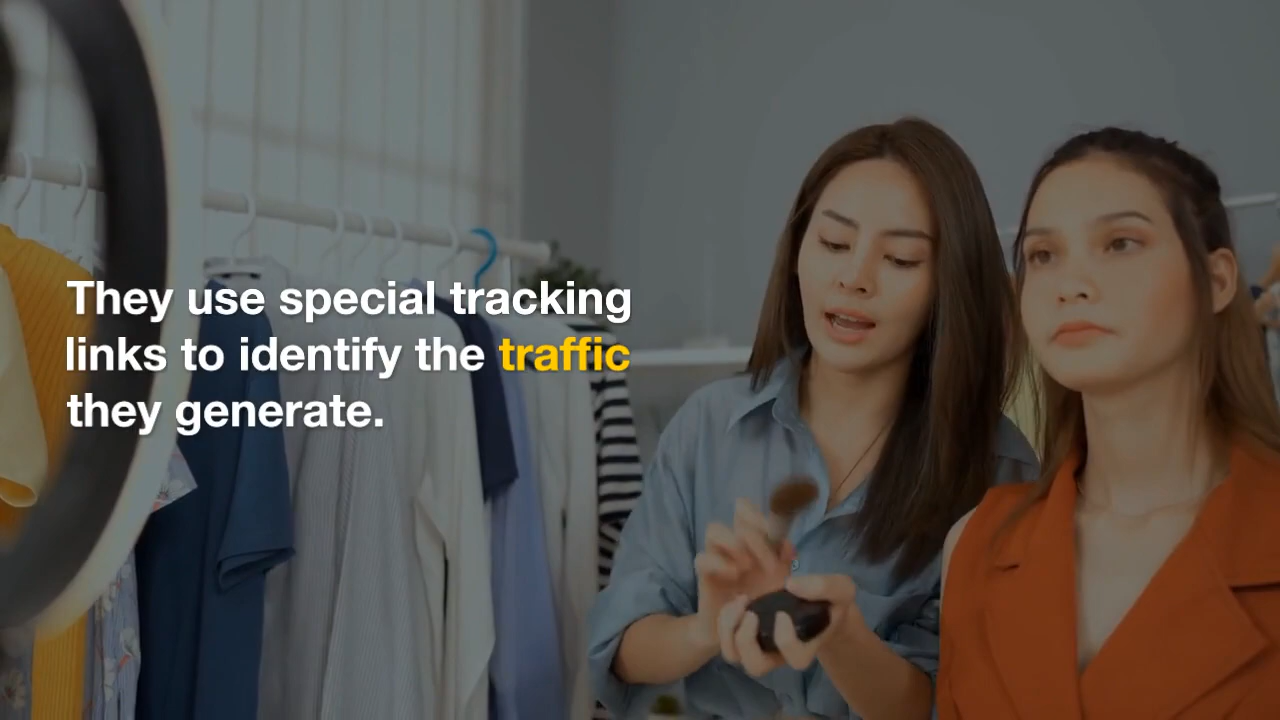 They use special tracking
links to identify the traffic
they generate.